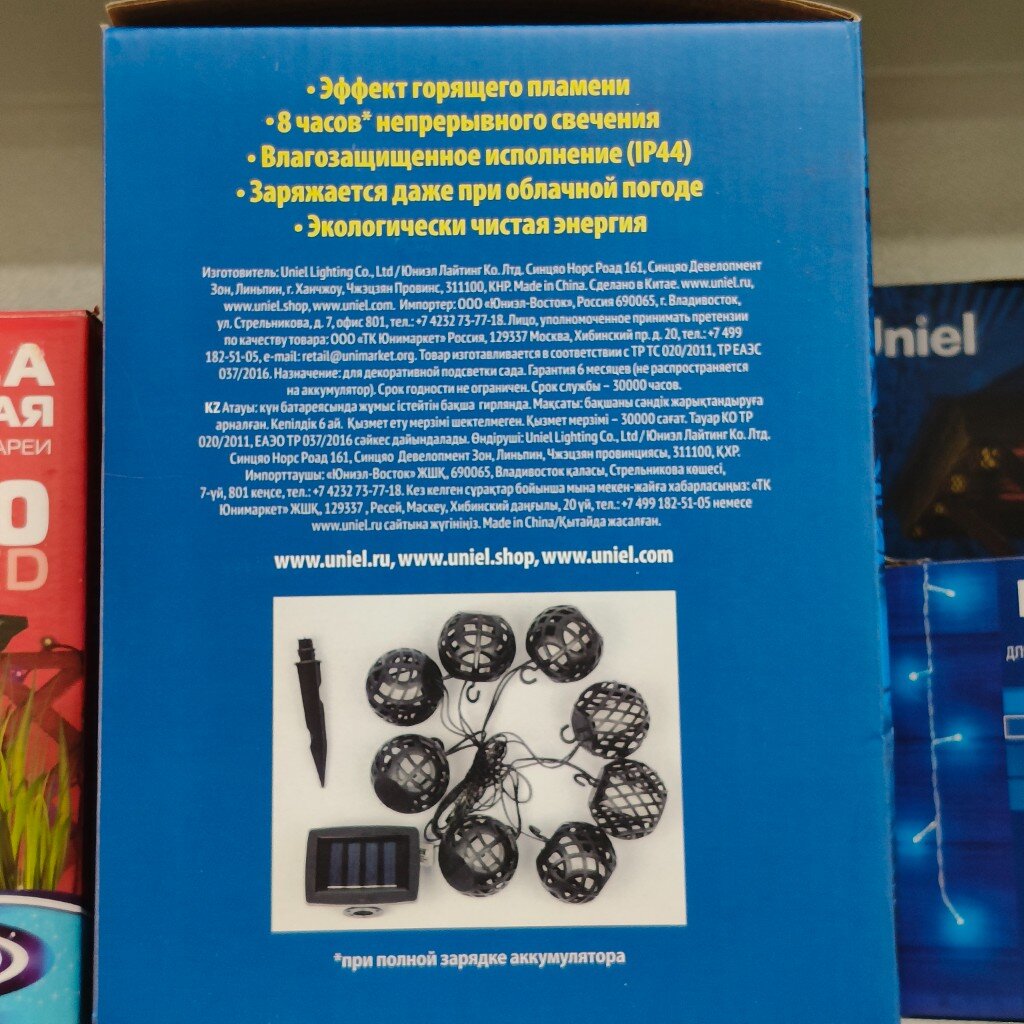 • Эффект горящего пламени
• 8 часов* непрерывного свечения
• Влагозащищенное исполнение (IP44)
• Заряжается даже при облачной погоде
• Экологически чистая энергия
Изготовитель: Uniel Lighting Co., Ltd / Юниэл Лайтинг Ко. Лтд. Синцяо Норс Роад 161, Синцяо Девелопмент
Зон, Линьпин, г. Ханчжоу, Чжэцзян Провинс, 311100, КНР. Made in China. Сделано в Китае. www.uniel.ru,
www.uniel.shop, www.uniel.com. Импортер: ООО «Юниэл-Восток», Россия 690065, г. Владивосток,
ул. Стрельникова, д. 7, офис 801, тел.: +7 4232 73-77-18. Лицо, уполномоченное принимать претензии
по качеству товара: ООО «ТК Юнимаркет» Россия, 129337 Москва, Хибинский пр. д. 20, тел.: +7 499
182-51-05, e-mail: retail@unimarket.org. Товар изготавливается в соответствии с ТР ТС 020/2011, ТР ЕАЭС
037/2016. Назначение: для декоративной подсветки сада. Гарантия 6 месяцев (не распространяется
на аккумулятор). Срок годности не ограничен. Срок службы – 30000 часов.
KZ Атауы: күн батареясында жұмыс істейтін бақша гирлянда. Мақсаты: бақшаны сәндік жарықтандыруға
арналған. Кепілдік 6 ай. Қызмет ету мерзімі шектелмеген. Қызмет мерзімі – 30000 сағат. Тауар КО ТР
020/2011, ЕАЭО ТР 037/2016 сәйкес дайындалады. Өндіруші: Uniel Lighting Co., Ltd / Юниэл Лайтинг Ко. Лтд.
Синцяо Норс Роад 161, Синцяо Девелопмент Зон, Линьпин, Чжэцзян провинциясы, 311100, ҚХР.
Импорттаушы: «Юниэл-Восток» ЖШҚ, 690065, Владивосток қаласы, Стрельникова көшесі,
7-үй, 801 кеңсе, тел.: +7 4232 73-77-18. Кез келген сұрақтар бойынша мына мекен-жайға хабарласыңыз: «ТК
Юнимаркет» ЖШҚ, 129337 , Ресей, Маскеу, Хибинский даңғылы, 20 үй, тел.: +7 499 182-51-05 немесе
www.uniel.ru сайтына жүгініңіз. Made in China/Қытайда жасалған.
www.uniel.ru, www.uniel.shop, www.uniel.com
*при полной зарядке аккумулятора
Uniel